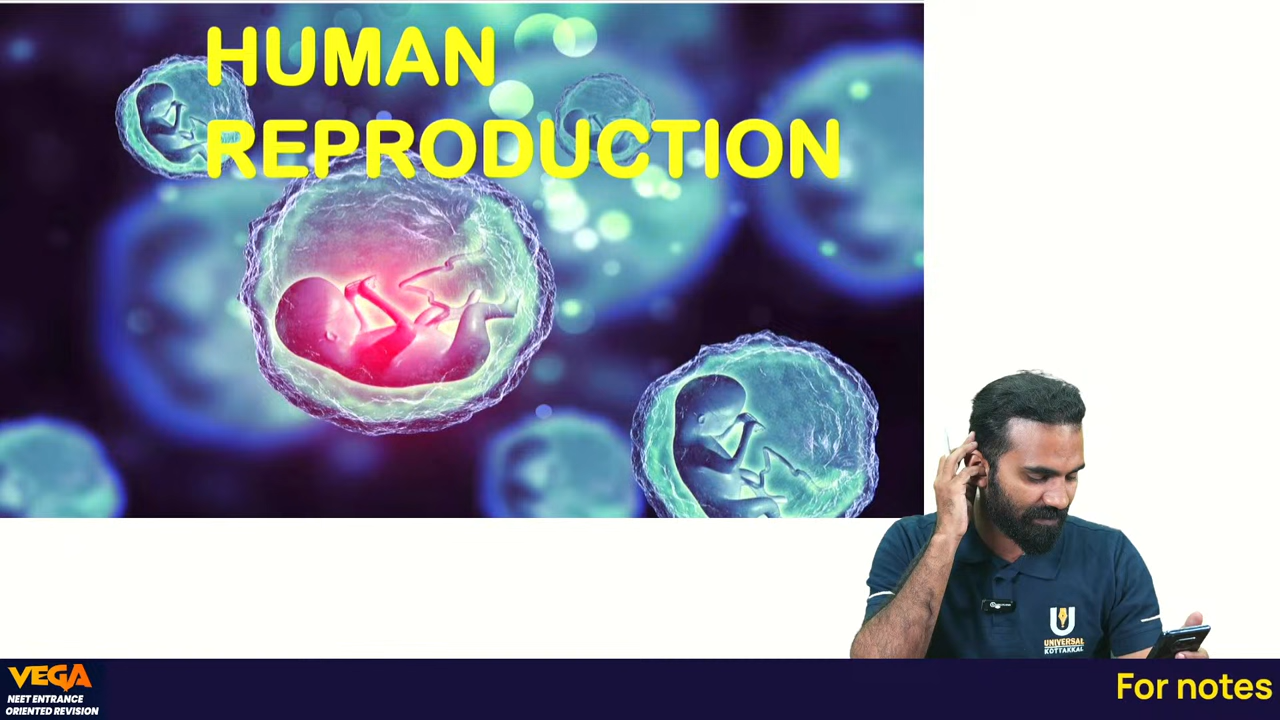 HUMAN
REPRODUCTION
UNIVERSAL
KOTTAKKAL
VEGA
NEET ENTRANCE
ORIENTED REVISION
For notes